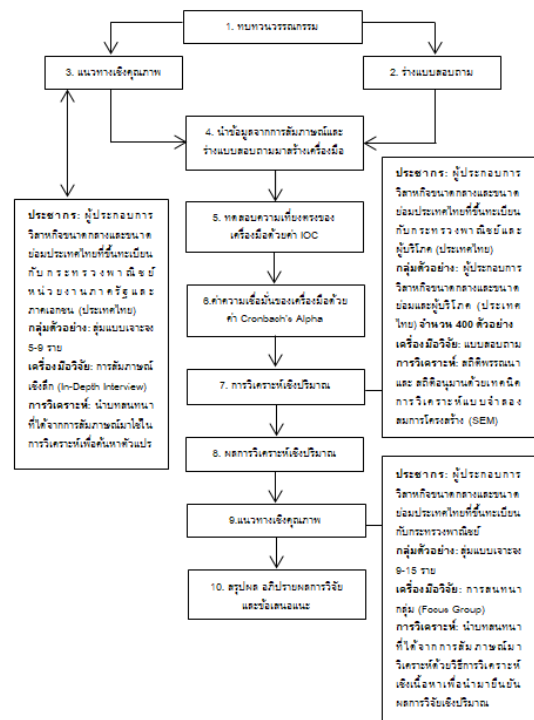 1. ทบทวนวรรณกรรม
3. แนวทางเชิงคุณภาพ
2. ร่างแบบสอบถาม
4. นำข้อมูลจากการสัมภาษณ์และ
ร่างแบบสอบถามมาสร้างเครื่องมือ
ประชากร: ผู้ประกอบการ
วิสาหกิจขนาดกลางและขนาด
ย่อมประเทศไทยที่ขึ้นทะเบียน
กับกระทรวงพาณิชย์
หน่วยงานภาครัฐและ
ภาคเอกชน (ประเทศไทย)
กลุ่มตัวอย่าง: สุ่มแบบเจาะจง
5-9 ราย
เครื่องมือวิจัย: การสัมภาษณ์
เชิงลึก (In-Depth Interview)
การวิเคราะห์: นำบทสนทนา
ที่ได้จากการสัมภาษณ์มาใช้ใน
การวิเคราะห์เพื่อค้นหาตัวแปร
5. ทดสอบความเที่ยงตรงของ
เครื่องมือด้วยค่า IOC
6.ค่าความเชื่อมั่นของเครื่องมือด้วย
ค่า Cronbach's Alpha
7. การวิเคราะห์เชิงปริมาณ
ประชากร: ผู้ประกอบการ
วิสาหกิจขนาดกลางและขนาด
ย่อมประเทศไทยที่ขึ้นทะเบียน
กับกระทรวงพาณิชย์และ
ผู้บริโภค (ประเทศไทย)
กลุ่มตัวอย่าง: ผู้ประกอบการ
วิสาหกิจขนาดกลางและขนาด
ย่อมและผู้บริโภค (ประเทศ
ไทย) จำนวน 400 ตัวอย่าง
เครื่องมือวิจัย: แบบสอบถาม
การวิเคราะห์: สถิติพรรณนา
และ สถิติอนุมานด้วยเทคนิค
การวิเคราะห์แบบจำลอง
สมการโครงสร้าง (SEM)
8. ผลการวิเคราะห์เชิงปริมาณ
9.แนวทางเชิงคุณภาพ
10. สรุปผล อภิปรายผลการวิจัย
และข้อเสนอแนะ
ประชากร: ผู้ประกอบการ
วิสาหกิจขนาดกลางและขนาด
ย่อมประเทศไทยที่ขึ้นทะเบียน
กับกระทรวงพาณิชย์
กลุ่มตัวอย่าง: สุ่มแบบเจาะจง
9-15 ราย
เครื่องมือวิจัย: การสนทนา
กลุ่ม (Focus Group)
การวิเคราะห์: นำบทสนทนา
ที่ได้จากการสัมภาษณ์มา
วิเคราะห์ด้วยวิธีการวิเคราะห์
เชิงเนื้อหาเพื่อนำมายืนยัน
ผลการวิจัยเชิงปริมาณ